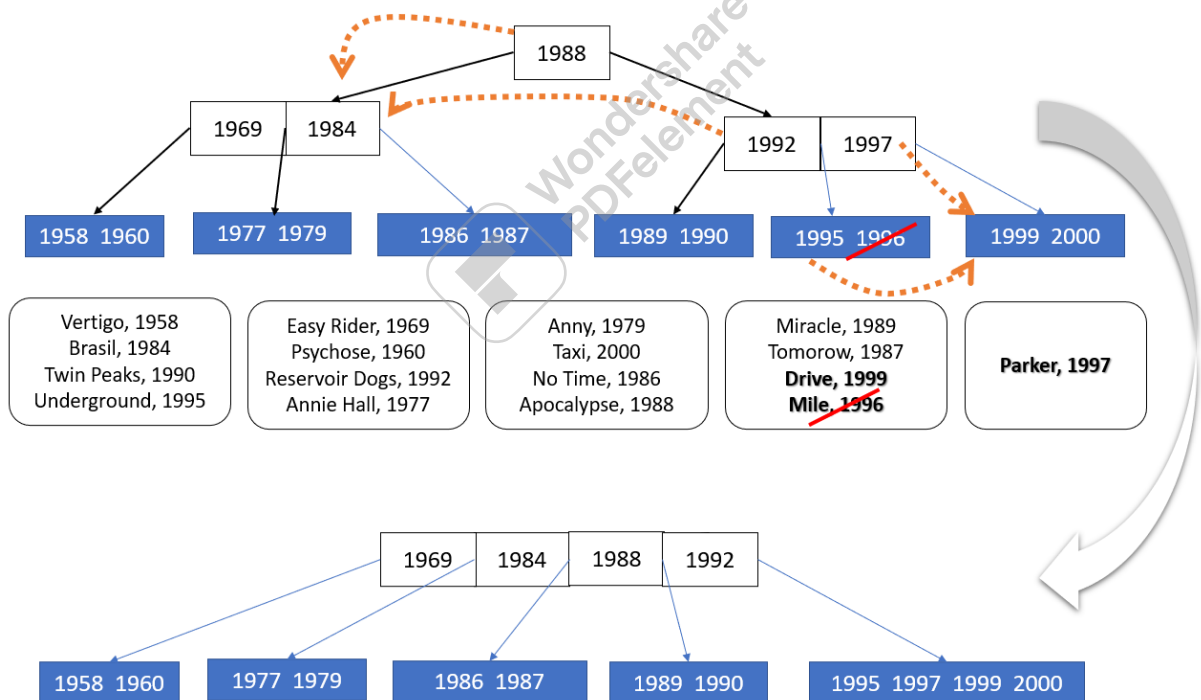 Wondershare
PDFelement
1988
1969 1984
1992 1997
1958 1960
1977 1979
1986 1987
1989 1990
1995 1996
1999 2000
Vertigo, 1958
Brasil, 1984
Twin Peaks, 1990
Underground, 1995
Easy Rider, 1969
Psychose, 1960
Reservoir Dogs, 1992
Annie Hall, 1977
Anny, 1979
Taxi, 2000
No Time, 1986
Apocalypse, 1988
Miracle, 1989
Tomorow, 1987
Drive, 1999
Mile, 1996
Parker, 1997
1969 1984 1988 1992
1958 1960
1977 1979
1986 1987
1989 1990
1995 1997 1999 2000